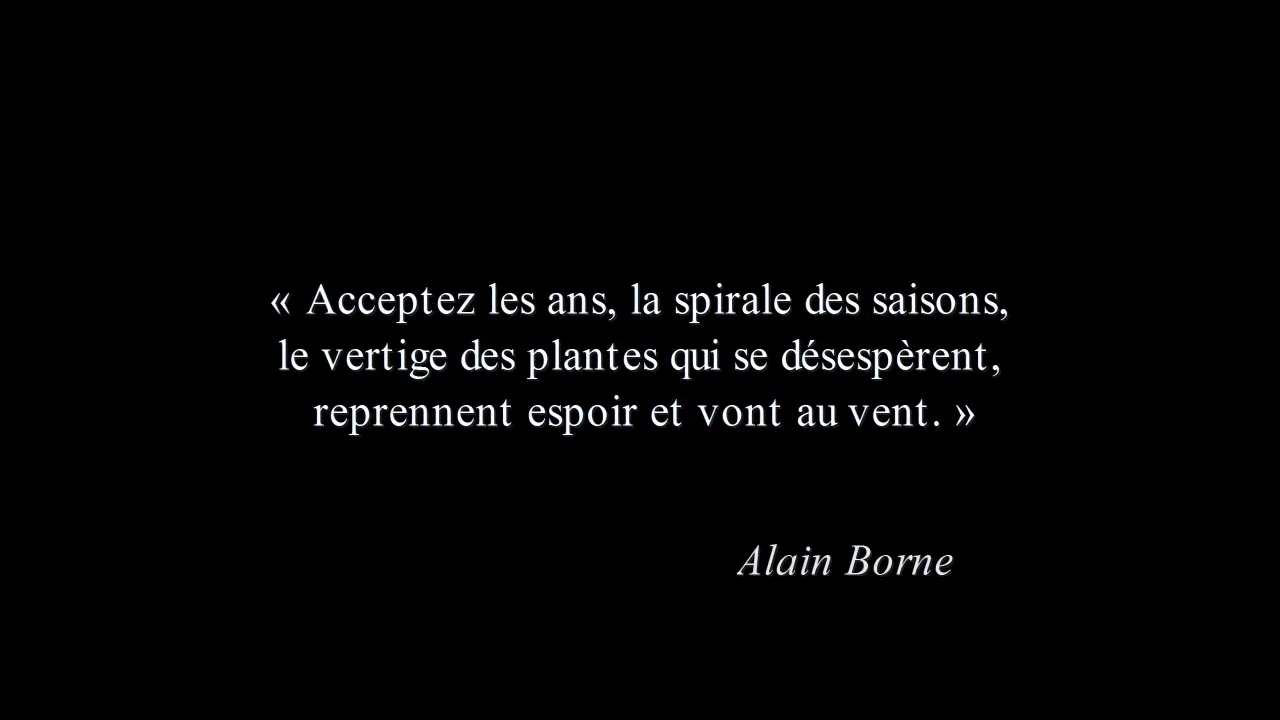 « Acceptez les ans, la spirale des saisons,
le vertige des plantes qui se désespèrent,
reprennent espoir et vont au vent. »
Alain Borne